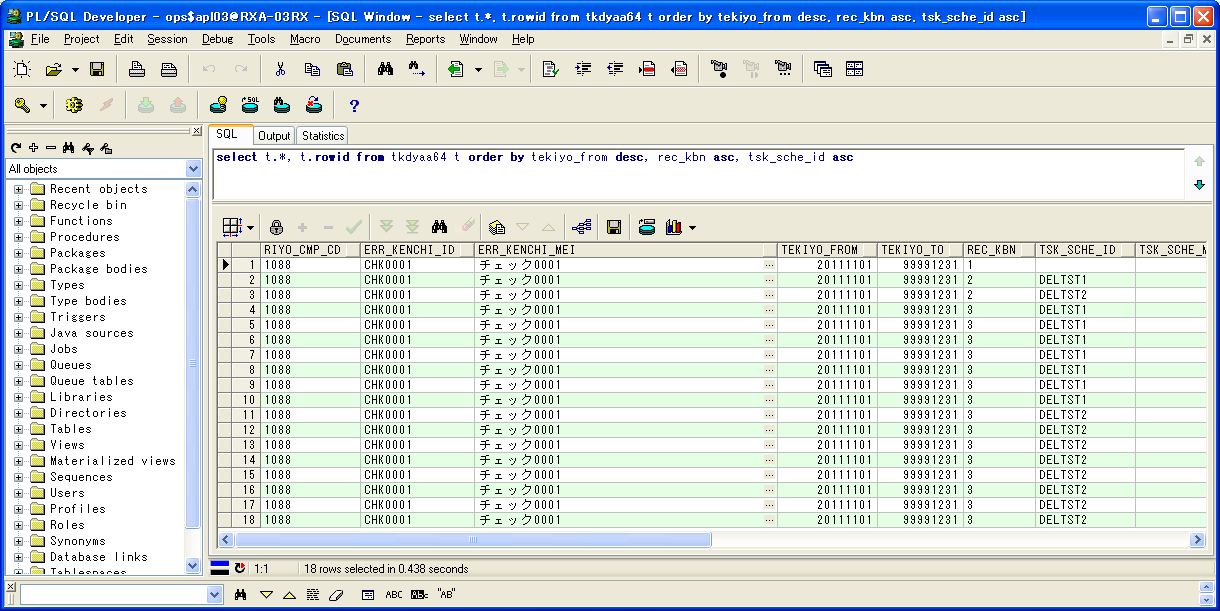 PL/SQL Developer - ops$apl03@RXA-03RX - [SQL Window - select t.*, t.rowid from tkdyaa64 t order by tekiyo_from desc, rec_kbn asc, tsk_sche_id asc]
File Project Edit Session Debug Tools Macro Documents Reports Window Help
SQL Output Statistics
All objects
Recent objects
Recycle bin
Functions
Procedures
Packages
Package bodies
Types
Type bodies
Triggers
Java sources
Jobs
Queues
Queue tables
Libraries
Directories
Tables
Views
Materialized views
Sequences
Users
Profiles
Roles
Synonyms
Database links
Tablespaces
select t.*, t.rowid from tkdyaa64 t order by tekiyo_from desc, rec_kbn asc, tsk_sche_id asc
RIYO_CMP_CD ERR_KENCHI_ID ERR_KENCHI_MEI TEKIYO_FROM TEKIYO_TO REC_KBN TSK_SCHE_ID TSK_SCHE_M
1 1088 CHK0001 チェック0001 ... 20111101 99991231 1
2 1088 CHK0001 チェック0001 ... 20111101 99991231 2 DELTST1
3 1088 CHK0001 チェック0001 ... 20111101 99991231 2 DELTST2
4 1088 CHK0001 チェック0001 ... 20111101 99991231 3 DELTST1
5 1088 CHK0001 チェック0001 ... 20111101 99991231 3 DELTST1
6 1088 CHK0001 チェック0001 ... 20111101 99991231 3 DELTST1
7 1088 CHK0001 チェック0001 ... 20111101 99991231 3 DELTST1
8 1088 CHK0001 チェック0001 ... 20111101 99991231 3 DELTST1
9 1088 CHK0001 チェック0001 ... 20111101 99991231 3 DELTST1
10 1088 CHK0001 チェック0001 ... 20111101 99991231 3 DELTST1
11 1088 CHK0001 チェック0001 ... 20111101 99991231 3 DELTST2
12 1088 CHK0001 チェック0001 ... 20111101 99991231 3 DELTST2
13 1088 CHK0001 チェック0001 ... 20111101 99991231 3 DELTST2
14 1088 CHK0001 チェック0001 ... 20111101 99991231 3 DELTST2
15 1088 CHK0001 チェック0001 ... 20111101 99991231 3 DELTST2
16 1088 CHK0001 チェック0001 ... 20111101 99991231 3 DELTST2
17 1088 CHK0001 チェック0001 ... 20111101 99991231 3 DELTST2
18 1088 CHK0001 チェック0001 ... 20111101 99991231 3 DELTST2
1:1 18 rows selected in 0.438 seconds
ABC "AB"